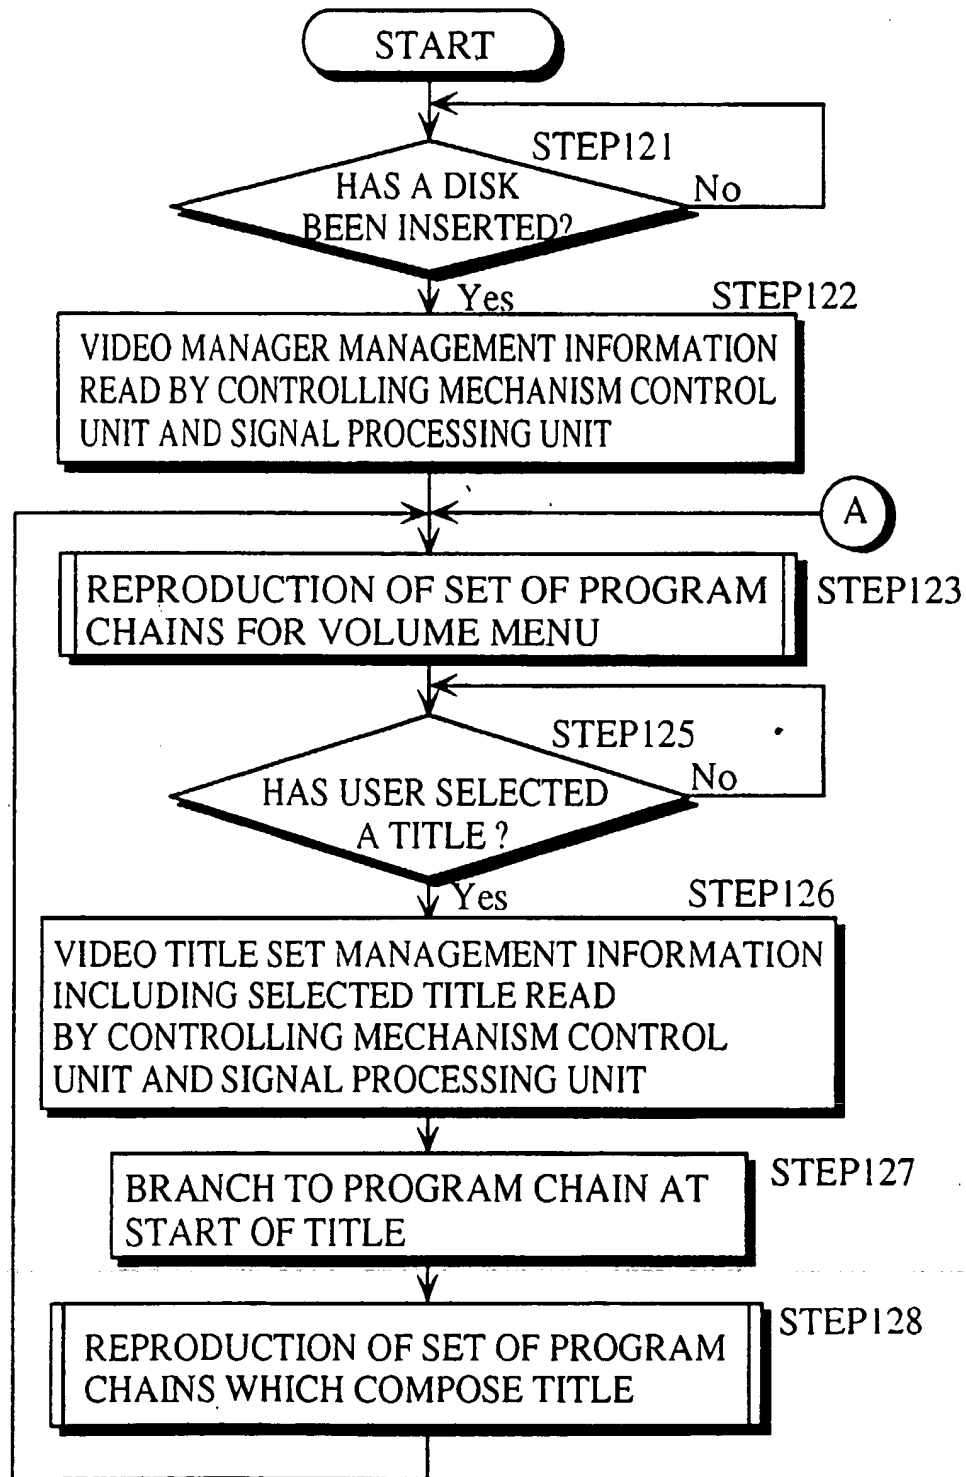 START
STEP121
HAS A DISK
BEEN INSERTED?
No
Yes
STEP122
VIDEO MANAGER MANAGEMENT INFORMATION
READ BY CONTROLLING MECHANISM CONTROL
UNIT AND SIGNAL PROCESSING UNIT
A
REPRODUCTION OF SET OF PROGRAM
CHAINS FOR VOLUME MENU
STEP123
STEP125
HAS USER SELECTED
A TITLE ?
No
Yes
STEP126
VIDEO TITLE SET MANAGEMENT INFORMATION
INCLUDING SELECTED TITLE READ
BY CONTROLLING MECHANISM CONTROL
UNIT AND SIGNAL PROCESSING UNIT
STEP127
BRANCH TO PROGRAM CHAIN AT
START OF TITLE
STEP128
REPRODUCTION OF SET OF PROGRAM
CHAINS WHICH COMPOSE TITLE